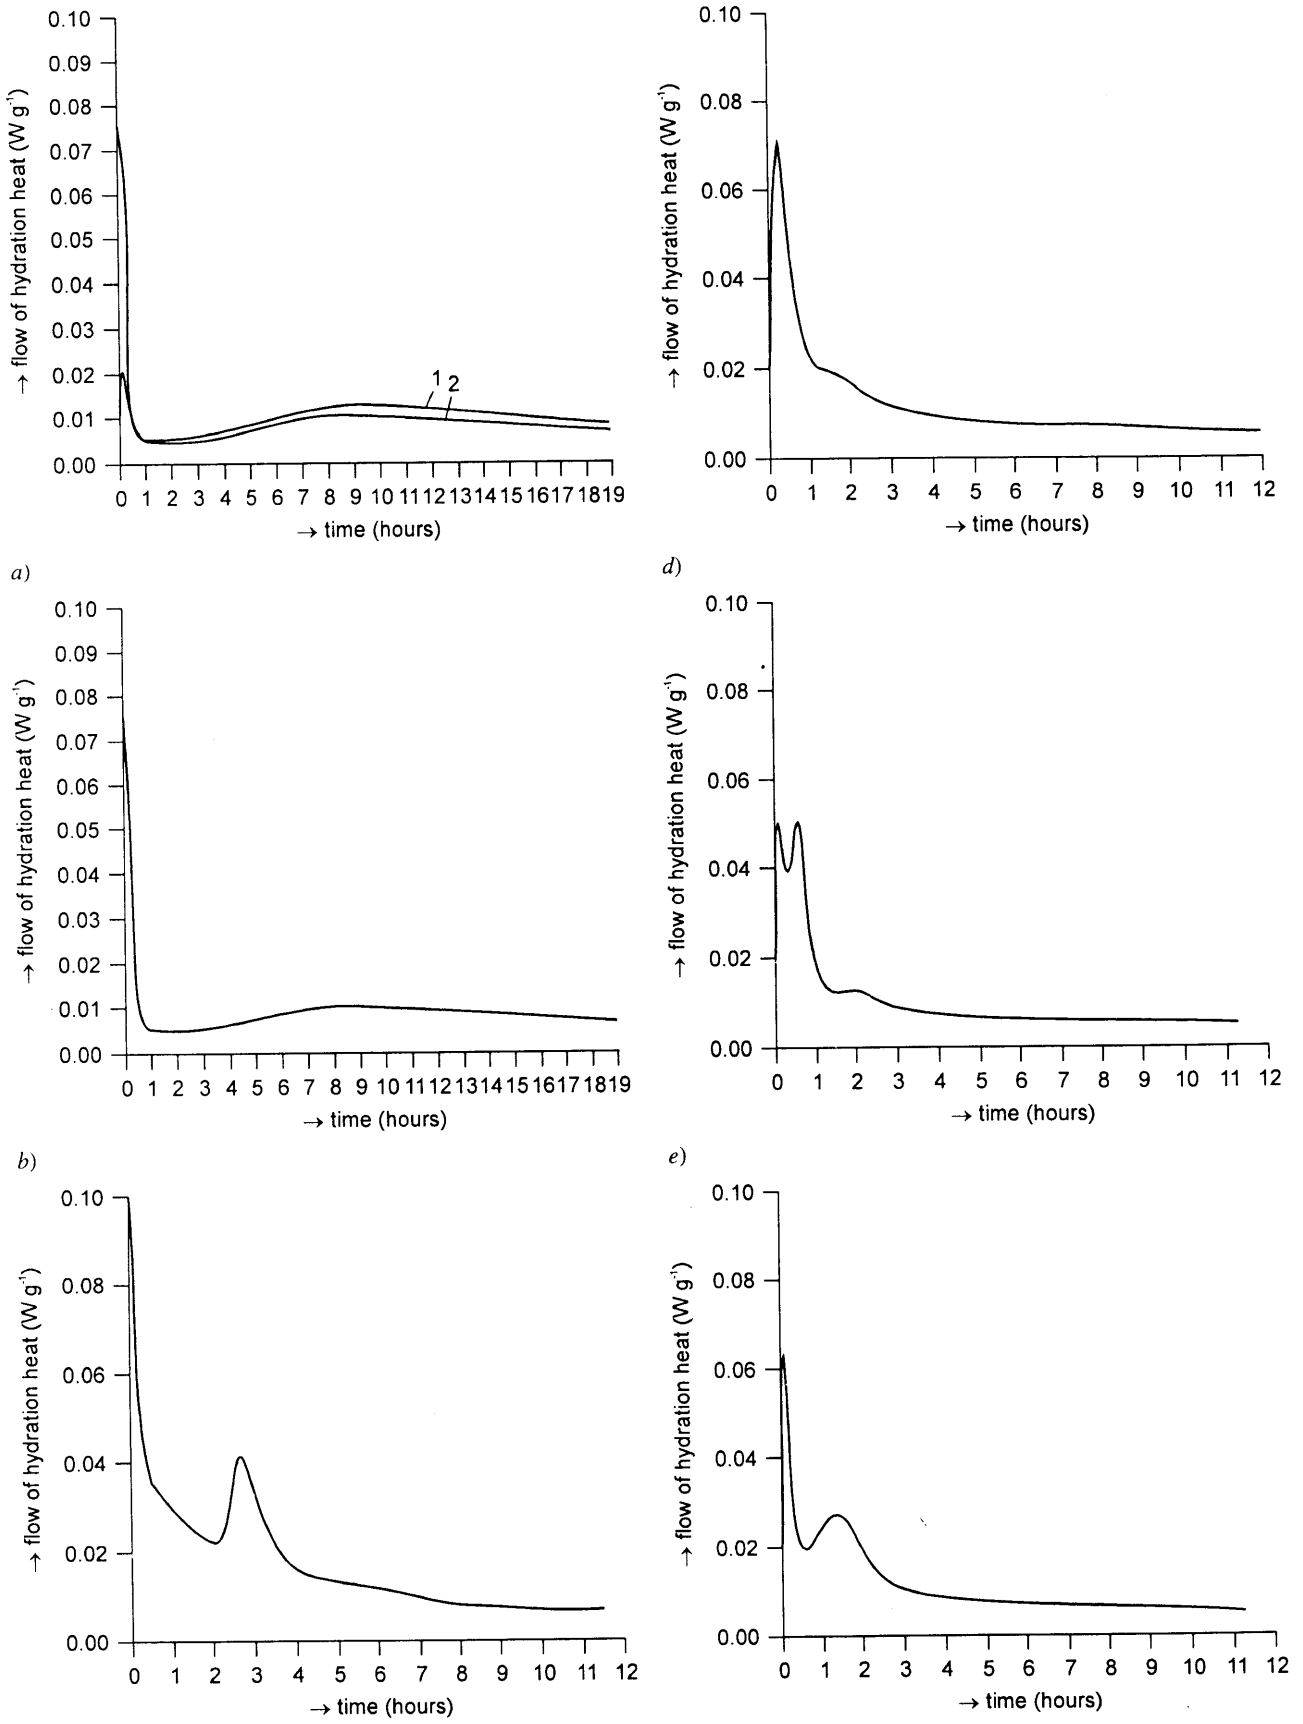 0.10
0.09
0.08
0.07
0.06
0.05
0.04
0.03
0.02
0.01
0.00
→ flow of hydration heat (W g⁻¹)
1 2
0 1 2 3 4 5 6 7 8 9 10 11 12 13 14 15 16 17 18 19
→ time (hours)
a)
0.10
0.08
0.06
0.04
0.02
0.00
→ flow of hydration heat (W g⁻¹)
0 1 2 3 4 5 6 7 8 9 10 11 12
→ time (hours)
d)
0.10
0.09
0.08
0.07
0.06
0.05
0.04
0.03
0.02
0.01
0.00
→ flow of hydration heat (W g⁻¹)
0 1 2 3 4 5 6 7 8 9 10 11 12 13 14 15 16 17 18 19
→ time (hours)
b)
0.10
0.08
0.06
0.04
0.02
0.00
→ flow of hydration heat (W g⁻¹)
0 1 2 3 4 5 6 7 8 9 10 11 12
→ time (hours)
e)
0.10
0.08
0.06
0.04
0.02
0.00
→ flow of hydration heat (W g⁻¹)
0 1 2 3 4 5 6 7 8 9 10 11 12
→ time (hours)
0.10
0.08
0.06
0.04
0.02
0.00
→ flow of hydration heat (W g⁻¹)
0 1 2 3 4 5 6 7 8 9 10 11 12
→ time (hours)